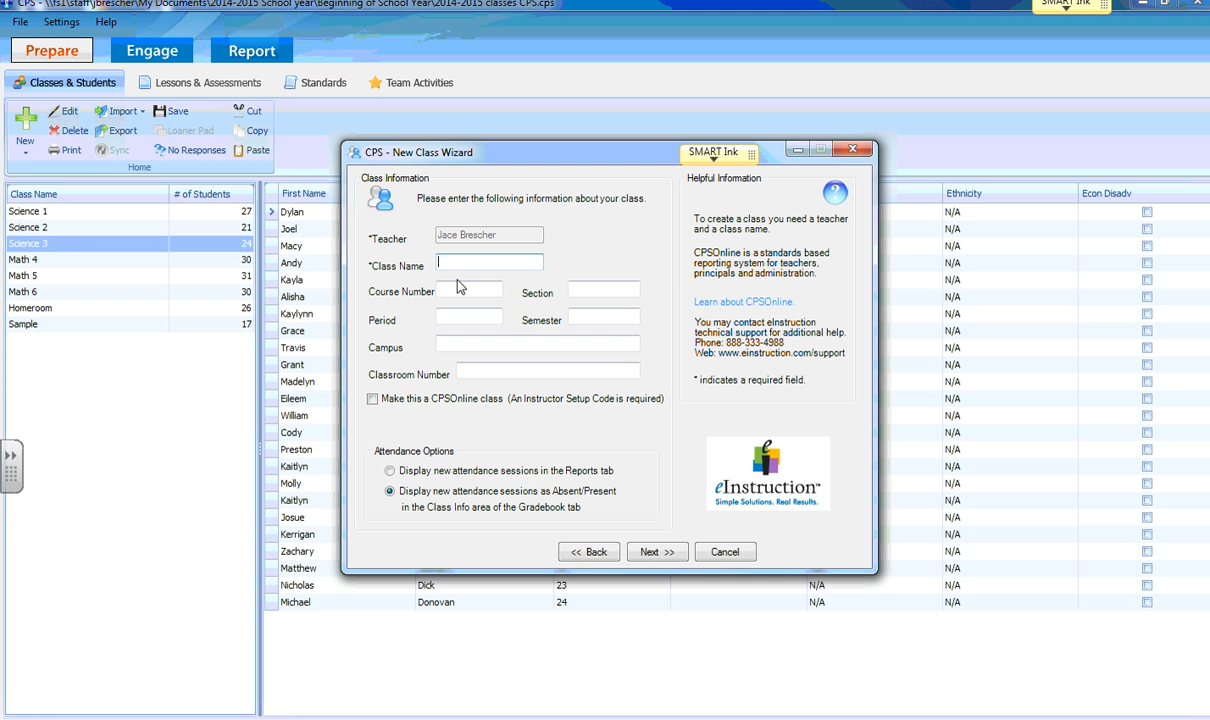 CPS - \\fs1\staff\jbrescher\My Documents\2014-2015 School year\Beginning of School Year\2014-2015 classes CPS.cps
SMART Ink
File Settings Help
Prepare Engage Report
Classes & Students Lessons & Assessments Standards Team Activities
New
Edit Import Save Cut
Delete Export Loaner Pad Copy
Print Sync No Responses Paste
Home
Class Name # of Students
Science 1 27
Science 2 21
Science 3 24
Math 4 30
Math 5 31
Math 6 30
Homeroom 26
Sample 17
First Name Ethnicity Econ Disadv
Dylan N/A
Joel N/A
Macy N/A
Andy N/A
Kayla N/A
Alisha N/A
Kaylynn N/A
Grace N/A
Travis N/A
Grant N/A
Madelyn N/A
Eileem N/A
William N/A
Cody N/A
Preston N/A
Kaitlyn N/A
Molly N/A
Kaitlyn N/A
Josue N/A
Kerrigan N/A
Zachary N/A
Matthew N/A
Nicholas Dick 23 N/A N/A
Michael Donovan 24 N/A N/A
CPS - New Class Wizard
SMART Ink
Class Information
Please enter the following information about your class.
*Teacher Jace Brescher
*Class Name
Course Number Section
Period Semester
Campus
Classroom Number
Make this a CPSOnline class (An Instructor Setup Code is required)
Attendance Options
Display new attendance sessions in the Reports tab
Display new attendance sessions as Absent/Present
in the Class Info area of the Gradebook tab
<< Back Next >> Cancel
Helpful Information
?
To create a class you need a teacher
and a class name.
CPSOnline is a standards based
reporting system for teachers,
principals and administration.
Learn about CPSOnline.
You may contact eInstruction
technical support for additional help.
Phone: 888-333-4988
Web: www.einstruction.com/support
* indicates a required field.
eInstruction™
Simple Solutions. Real Results.